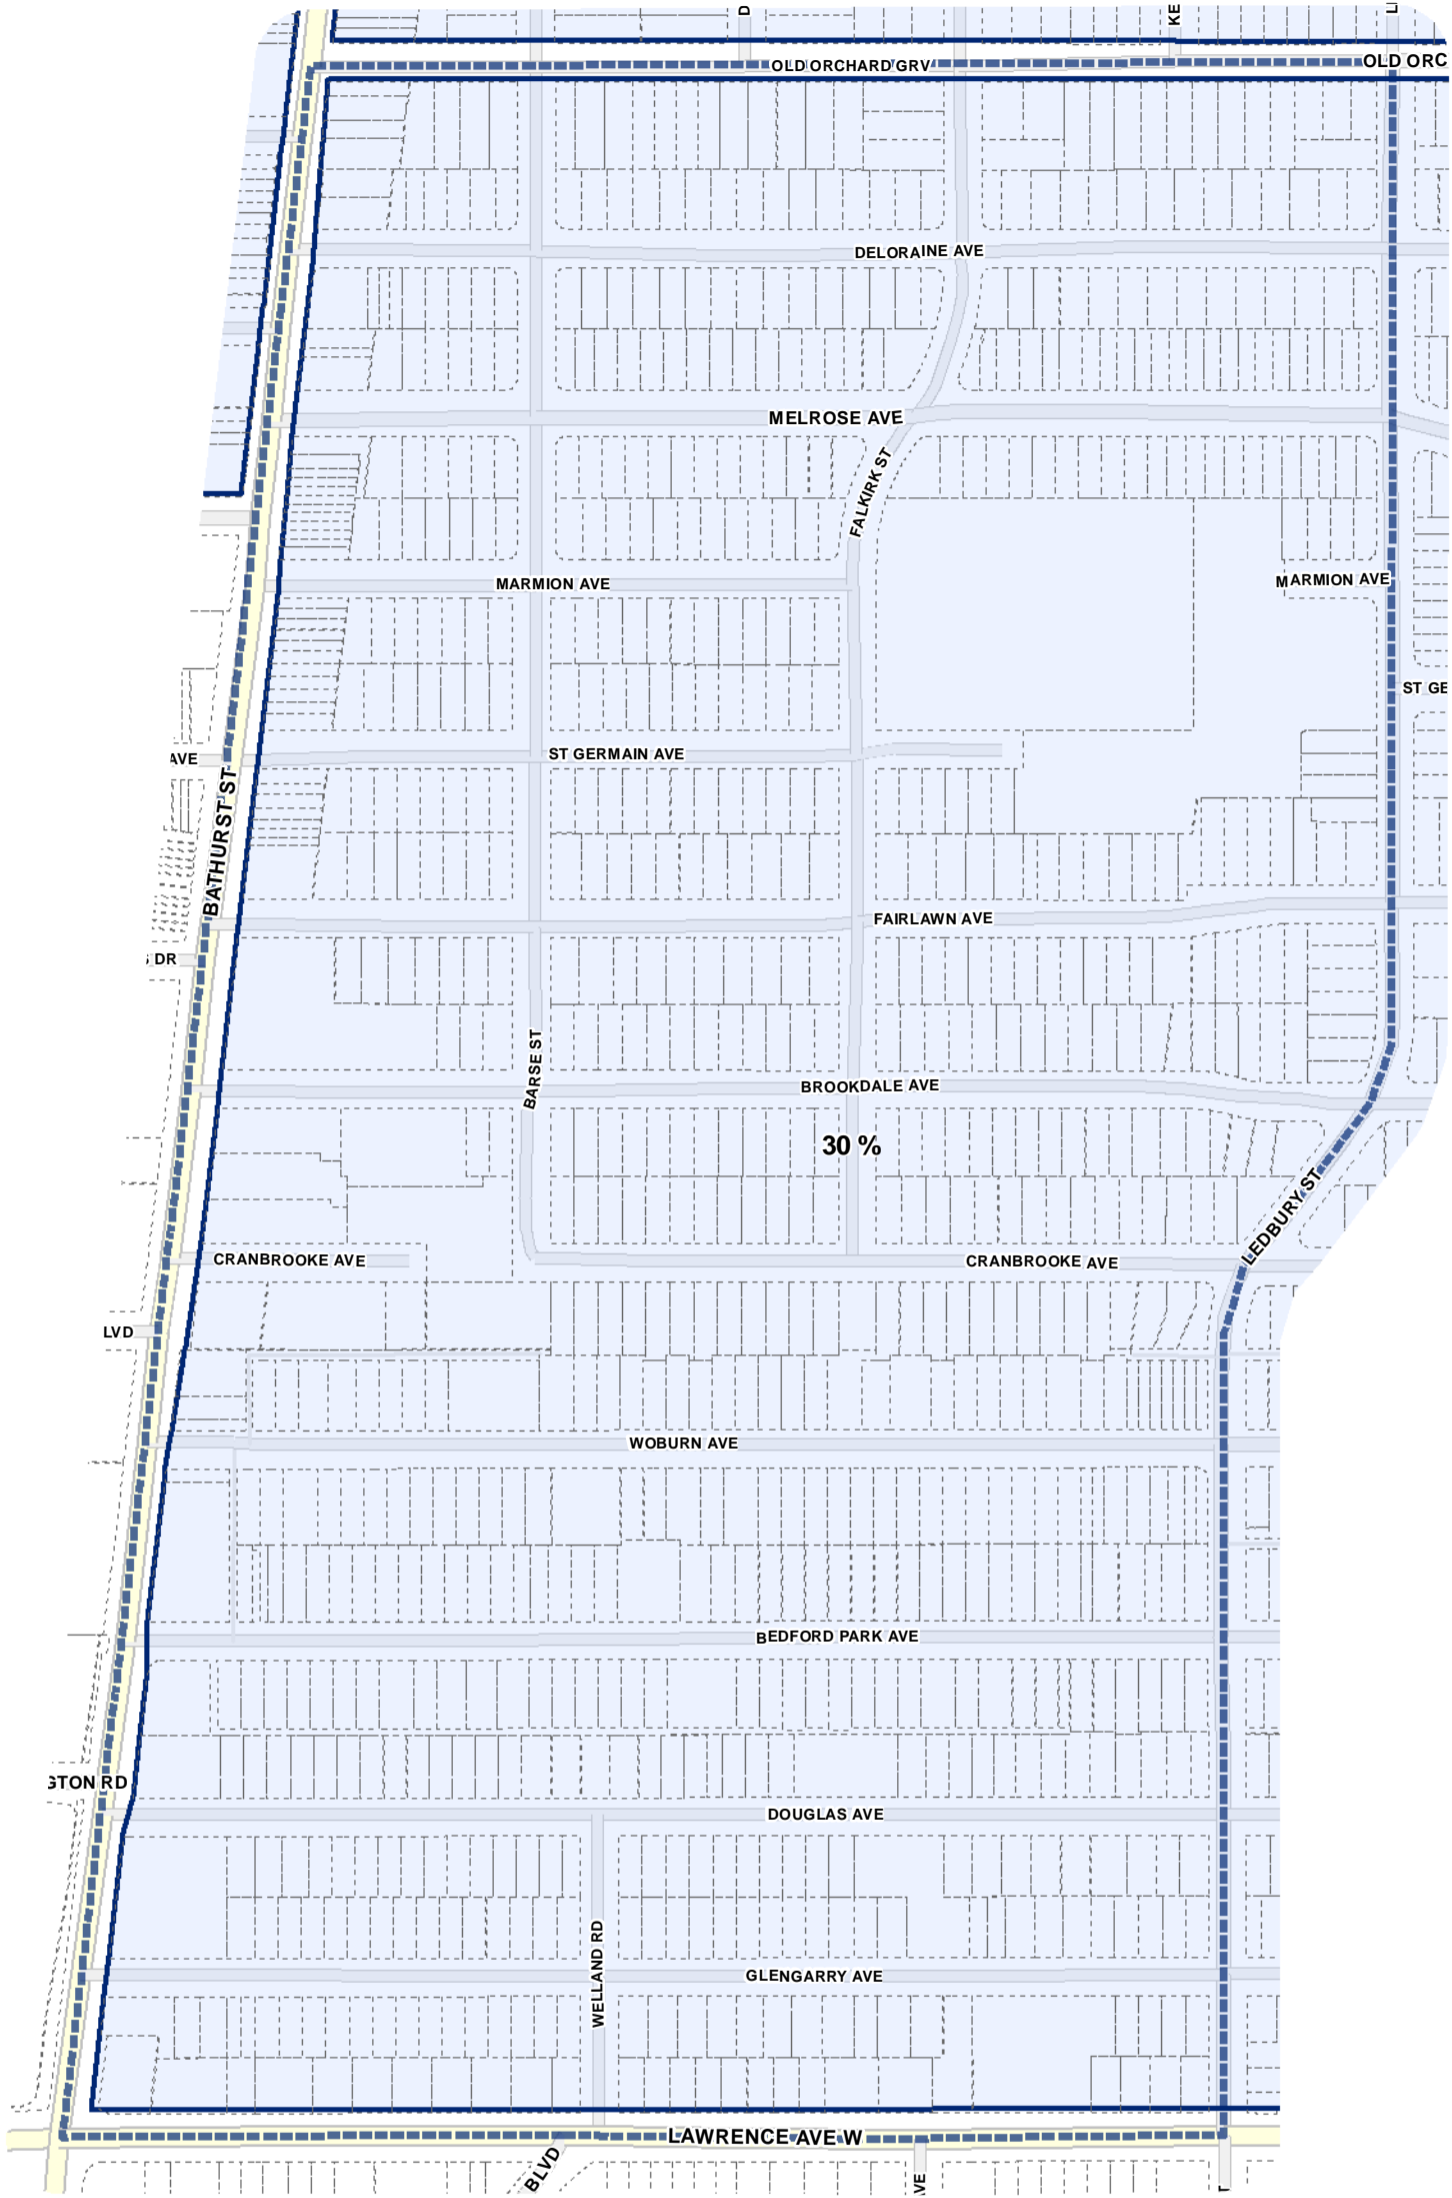 D
KE
OLD ORCHARD GRV
OLD ORC
DELORAINE AVE
MELROSE AVE
FALKIRK ST
MARMION AVE
MARMION AVE
ST GE
ST GERMAIN AVE
AVE
BATHURST ST
FAIRLAWN AVE
DR
BARSE ST
BROOKDALE AVE
30 %
LEDBURY ST
CRANBROOKE AVE
CRANBROOKE AVE
LVD
WOBURN AVE
BEDFORD PARK AVE
GTON RD
DOUGLAS AVE
WELLAND RD
GLENGARRY AVE
LAWRENCE AVE W
BLVD
VE